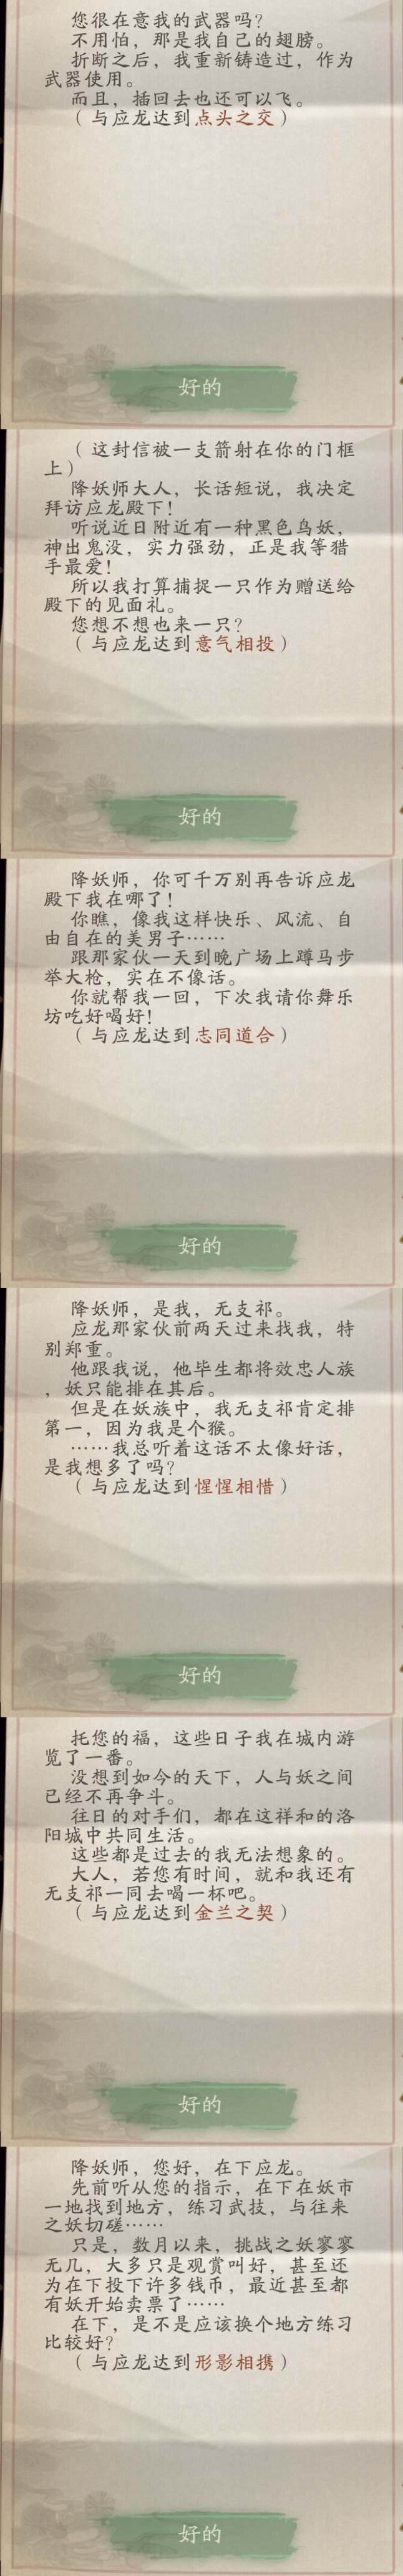 您很在意我的武器吗?
不用怕，那是我自己的翅膀。
折断之后，我重新铸造过，作为
武器使用。
而且，插回去也还可以飞。
（与应龙达到点头之交）
好的
（这封信被一支箭射在你的门框
上）
降妖师大人，长话短说，我决定
拜访应龙殿下!
听说近日附近有一种黑色鸟妖，
神出鬼没，实力强劲，正是我等猎
手最爱!
所以我打算捕捉一只作为赠送给
殿下的见面礼。
您想不想也来一只?
（与应龙达到意气相投）
好的
降妖师，你可千万别再告诉应龙
殿下我在哪了!
你瞧，像我这样快乐、风流、自
由自在的美男子……
跟那家伙一天到晚广场上蹲马步
举大枪，实在不像话。
你就帮我一回，下次我请你舞乐
坊吃好喝好!
（与应龙达到志同道合）
好的
降妖师，是我，无支祁。
应龙那家伙前两天过来找我，特
别郑重。
他跟我说，他毕生都将效忠人族
，妖只能排在其后。
但是在妖族中，我无支祁肯定排
第一，因为我是个猴。
……我总听着这话不太像好话，
是我想多了吗?
（与应龙达到惺惺相惜）
好的
托您的福，这些日子我在城内游
览了一番。
没想到如今的天下，人与妖之间
已经不再争斗。
往日的对手们，都在这祥和的洛
阳城中共同生活。
这些都是过去的我无法想象的。
大人，若您有时间，就和我还有
无支祁一同去喝一杯吧。
（与应龙达到金兰之契）
好的
降妖师，您好，在下应龙。
先前听从您的指示，在下在妖市
一地找到地方，练习武技，与往来
之妖切磋……
只是，数月以来，挑战之妖寥寥
无几，大多只是观赏叫好，甚至还
为在下投下许多钱币，最近甚至都
有妖开始卖票了……
在下，是不是应该换个地方练习
比较好?
（与应龙达到形影相携）
好的